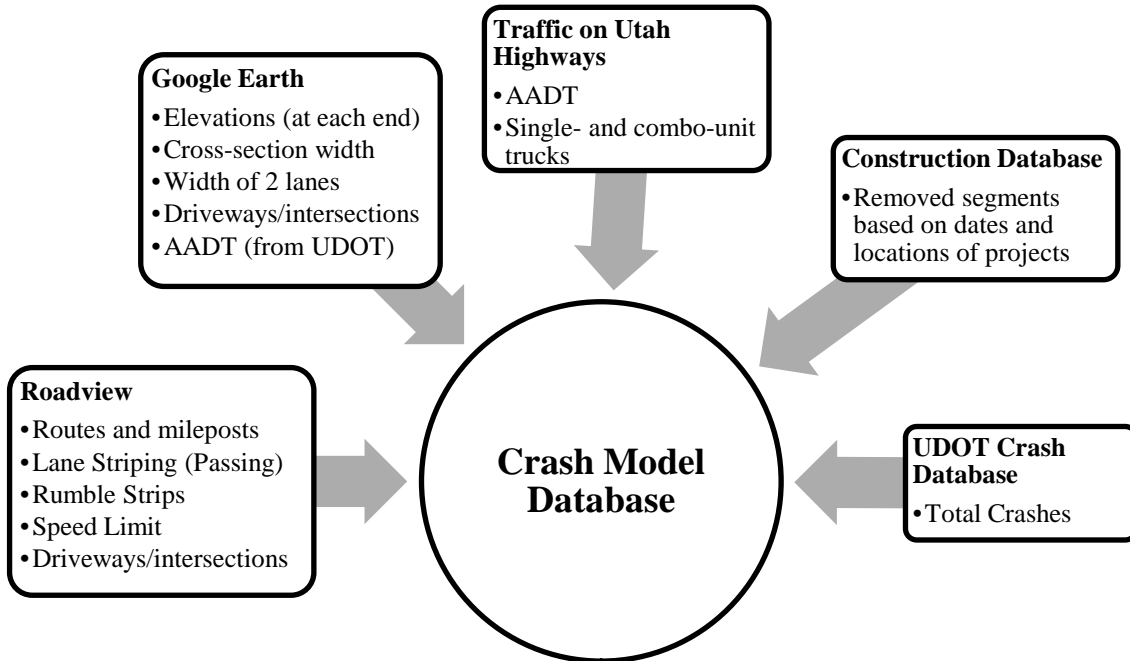 Traffic on Utah
Highways
•AADT
•Single- and combo-unit
trucks
Google Earth
•Elevations (at each end)
•Cross-section width
•Width of 2 lanes
•Driveways/intersections
•AADT (from UDOT)
Construction Database
•Removed segments
based on dates and
locations of projects
Roadview
•Routes and mileposts
•Lane Striping (Passing)
•Rumble Strips
•Speed Limit
•Driveways/intersections
Crash Model
Database
UDOT Crash
Database
•Total Crashes